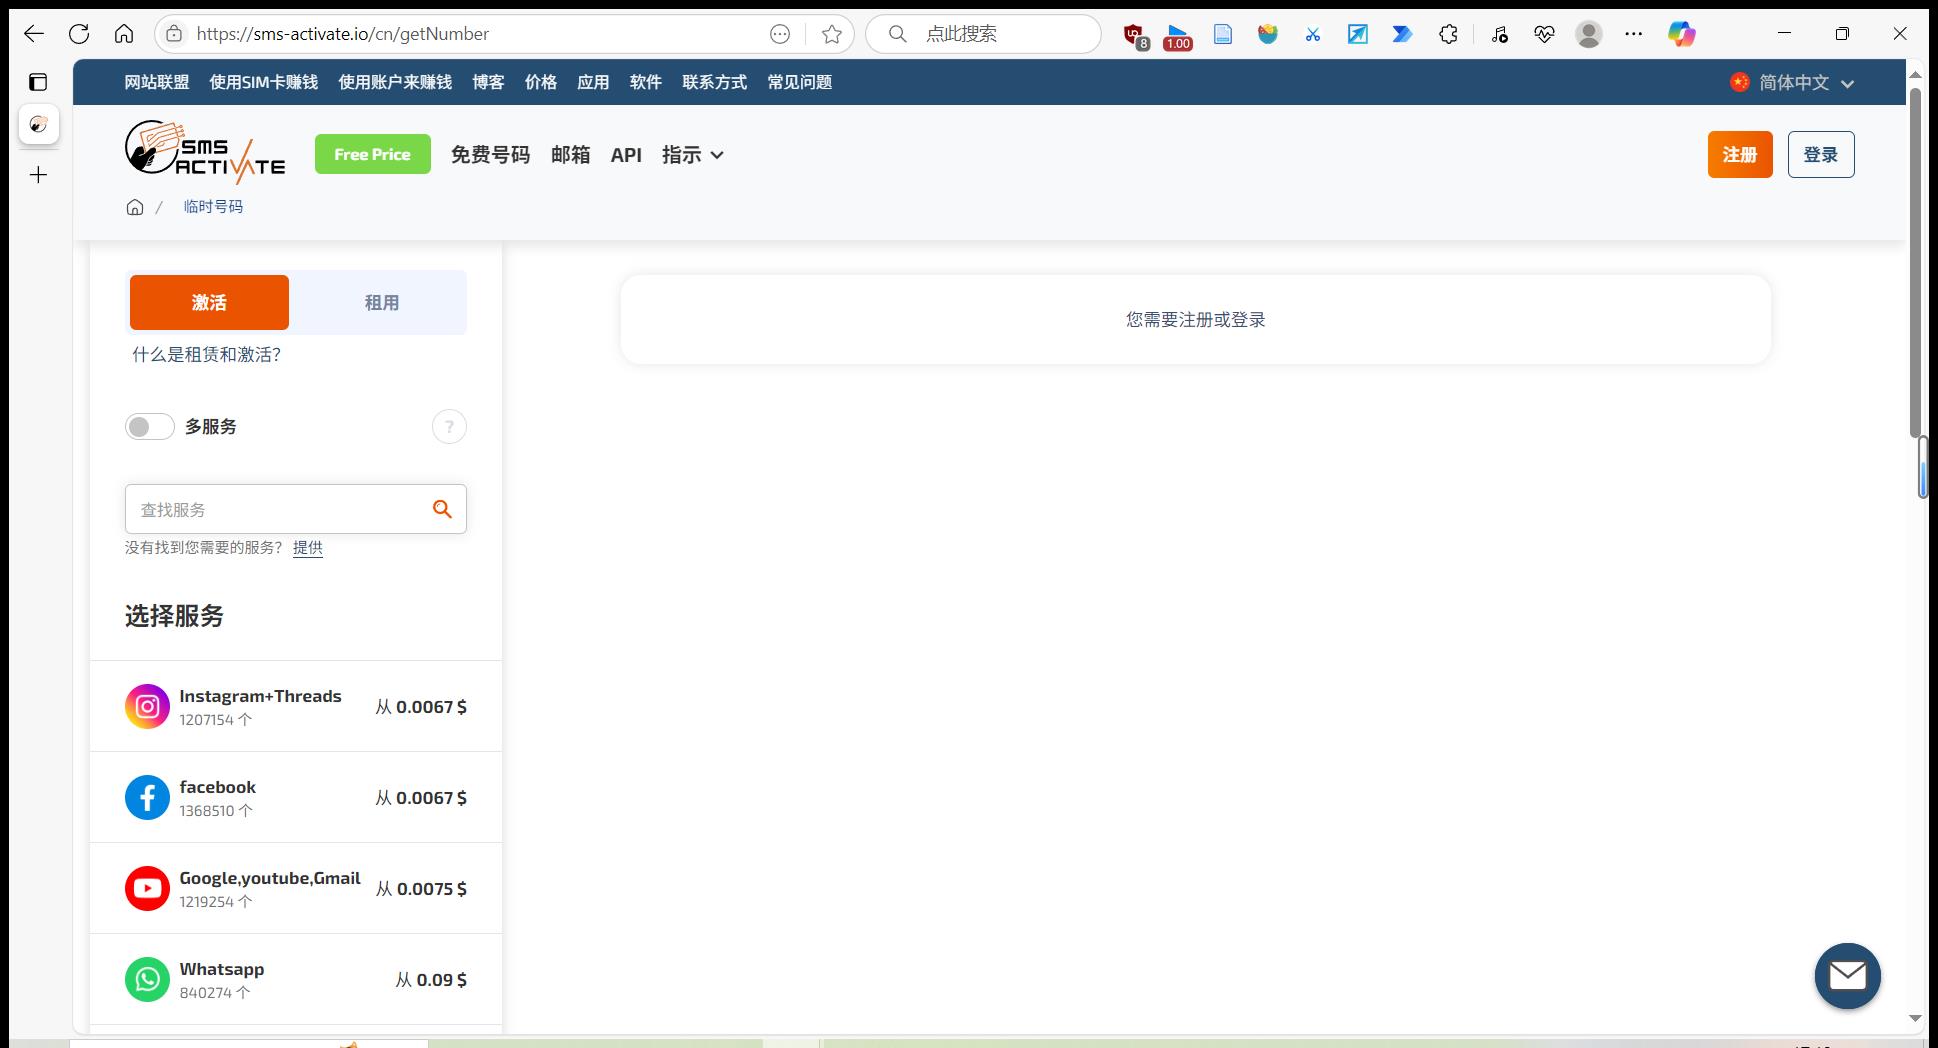 https://sms-activate.io/cn/getNumber
点此搜索
8
1.00
网站联盟 使用SIM卡赚钱 使用账户来赚钱 博客 价格 应用 软件 联系方式 常见问题
简体中文
SMS ACTIVATE
Free Price 免费号码 邮箱 API 指示
注册 登录
/ 临时号码
激活 租用
什么是租赁和激活?
您需要注册或登录
多服务 ?
查找服务
没有找到您需要的服务? 提供
选择服务
Instagram+Threads
1207154 个
从 0.0067 $
facebook
1368510 个
从 0.0067 $
Google,youtube,Gmail
1219254 个
从 0.0075 $
Whatsapp
840274 个
从 0.09 $